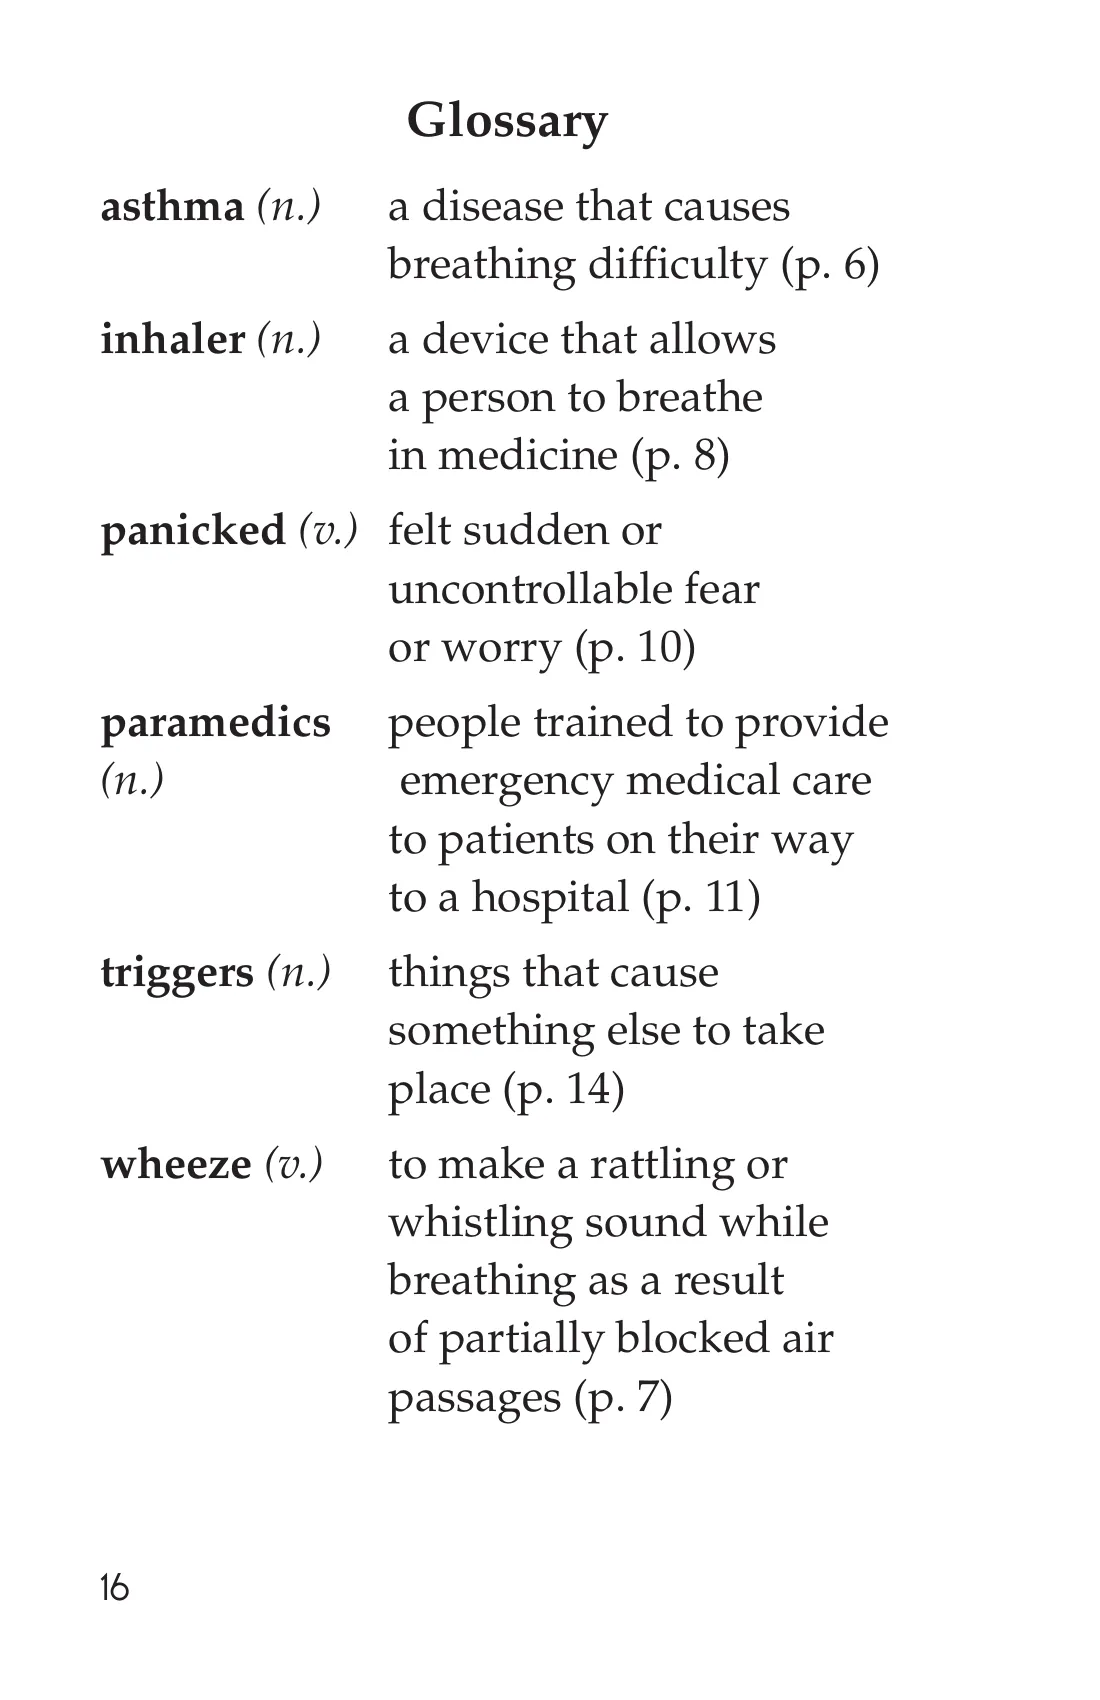 Glossary
asthma (n.) a disease that causes
breathing difficulty (p. 6)
inhaler (n.) a device that allows
a person to breathe
in medicine (p. 8)
panicked (v.) felt sudden or
uncontrollable fear
or worry (p. 10)
paramedics people trained to provide
(n.) emergency medical care
to patients on their way
to a hospital (p. 11)
triggers (n.) things that cause
something else to take
place (p. 14)
wheeze (v.) to make a rattling or
whistling sound while
breathing as a result
of partially blocked air
passages (p. 7)
16